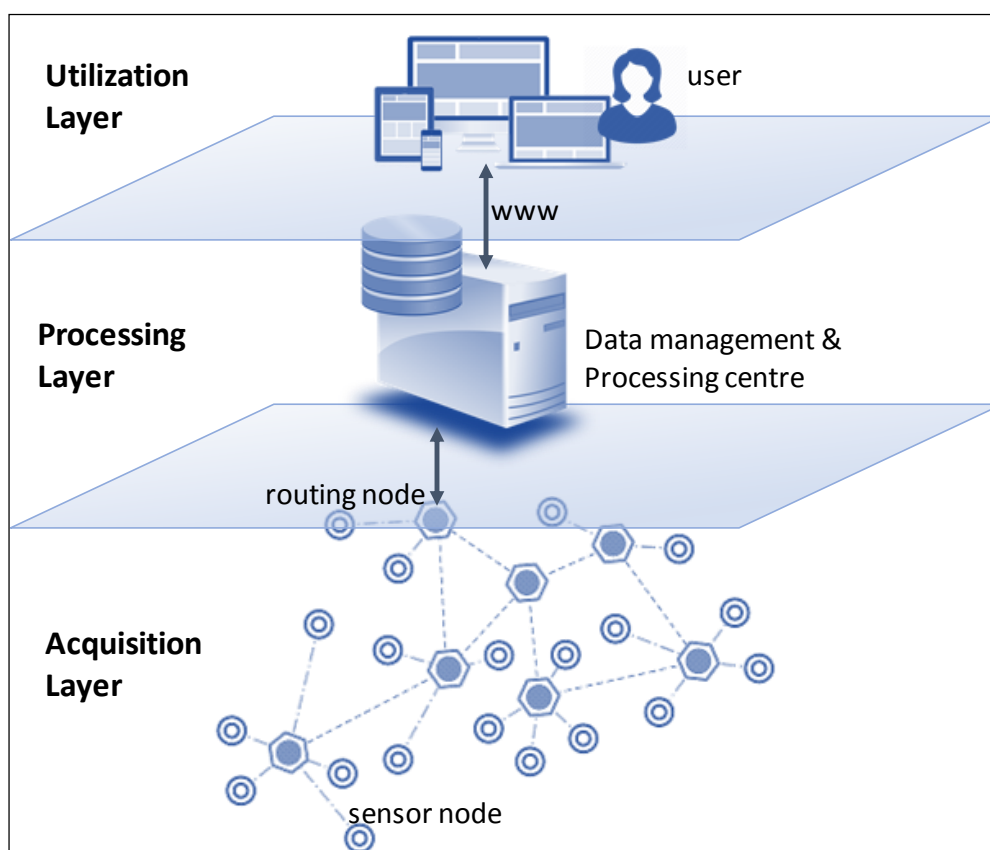 Utilization
Layer
user
www
Processing
Layer
Data management &
Processing centre
routing node
Acquisition
Layer
sensor node